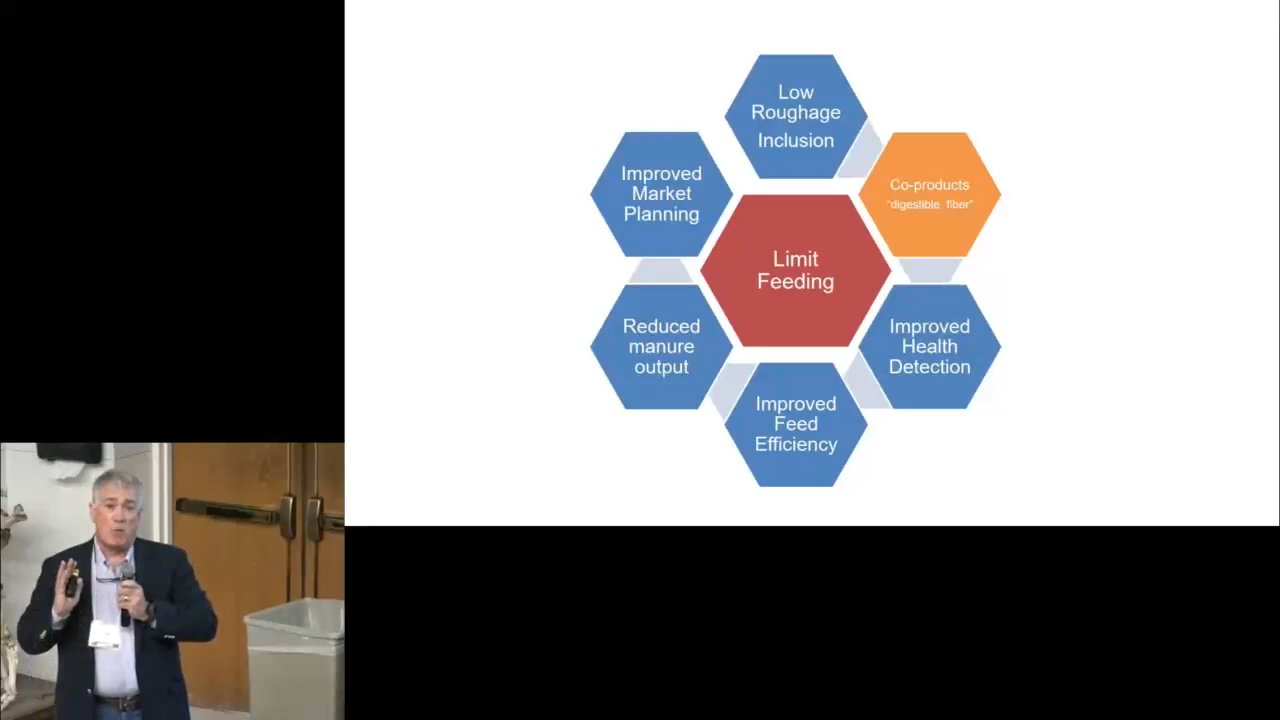 Low
Roughage
Inclusion
Co-products
"digestible fiber"
Improved
Health
Detection
Improved
Feed
Efficiency
Reduced
manure
output
Improved
Market
Planning
Limit
Feeding